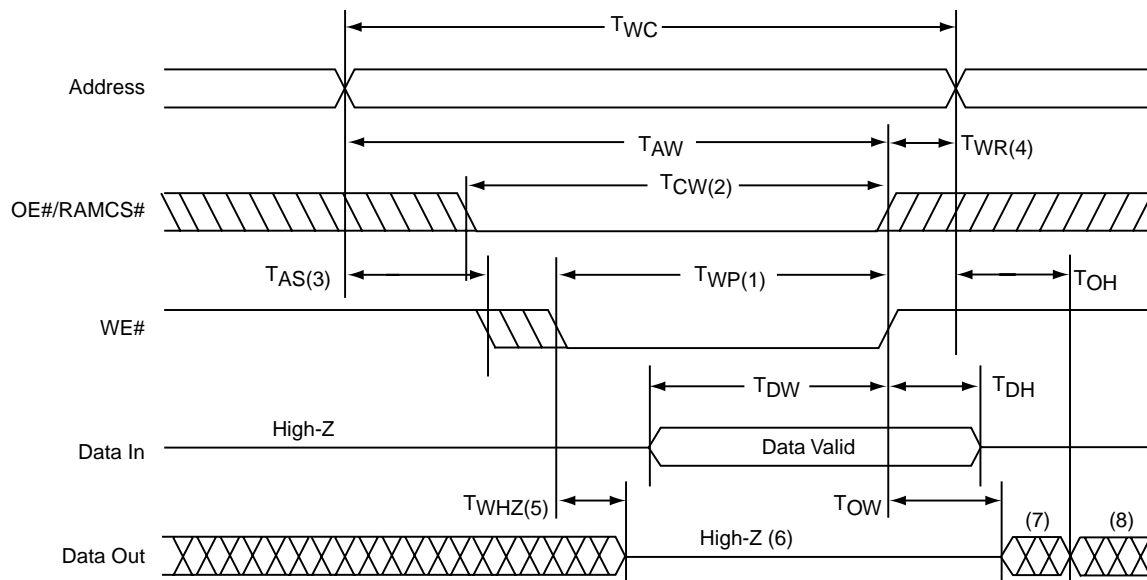 TWC
Address
TAW
TWR(4)
TCW(2)
OE#/RAMCS#
TAS(3)
TWP(1)
TOH
WE#
TDW
TDH
High-Z
Data In
Data Valid
TWHZ(5)
TOW
(7)
(8)
High-Z (6)
Data Out